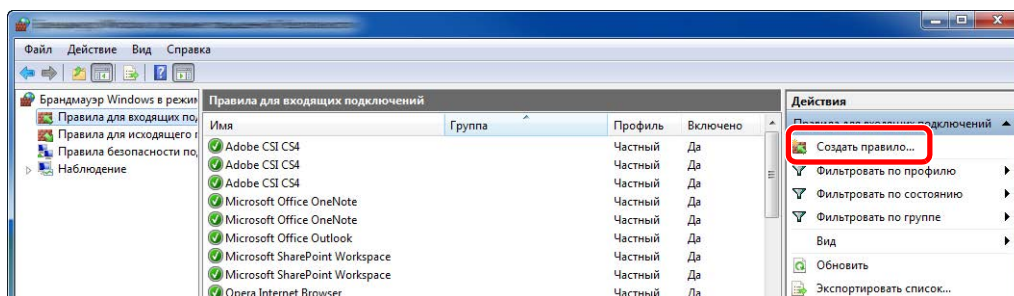 Файл Действие Вид Справка
Брандмауэр Windows в режим
Правила для входящих по
Правила для исходящего г
Правила безопасности по
Наблюдение
Правила для входящих подключений
Имя Группа Профиль Включено
Adobe CSI CS4 Частный Да
Adobe CSI CS4 Частный Да
Adobe CSI CS4 Частный Да
Microsoft Office OneNote Частный Да
Microsoft Office OneNote Частный Да
Microsoft Office Outlook Частный Да
Microsoft SharePoint Workspace Частный Да
Microsoft SharePoint Workspace Частный Да
Opera Internet Browser Частный Да
Действия
Правила для входящих подключений
Создать правило...
Фильтровать по профилю
Фильтровать по состоянию
Фильтровать по группе
Вид
Обновить
Экспортировать список...